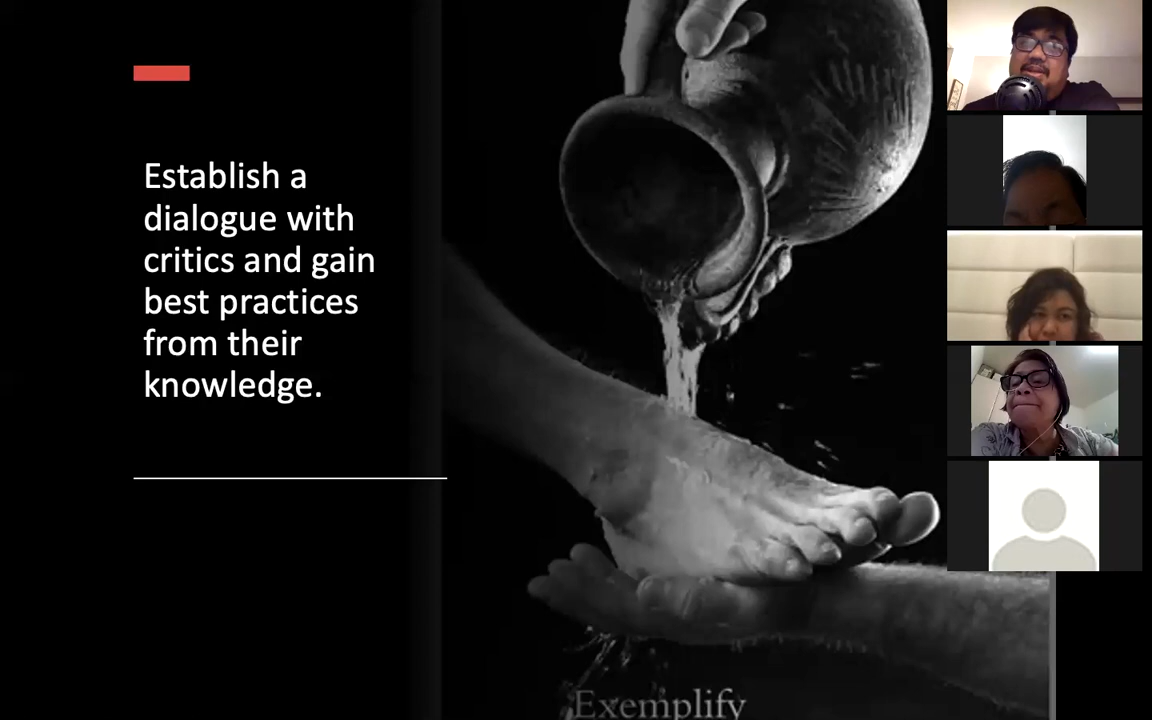 Establish a
dialogue with
critics and gain
best practices
from their
knowledge.
Exemplify